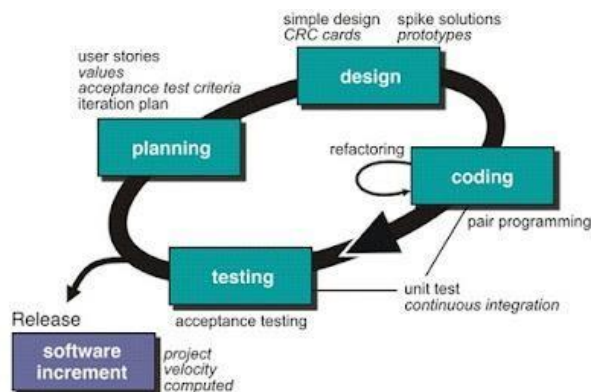 simple design
CRC cards
spike solutions
prototypes
user stories
values
acceptance test criteria
iteration plan
design
planning
refactoring
coding
pair programming
testing
unit test
continuous integration
acceptance testing
Release
software
increment
project
velocity
computed